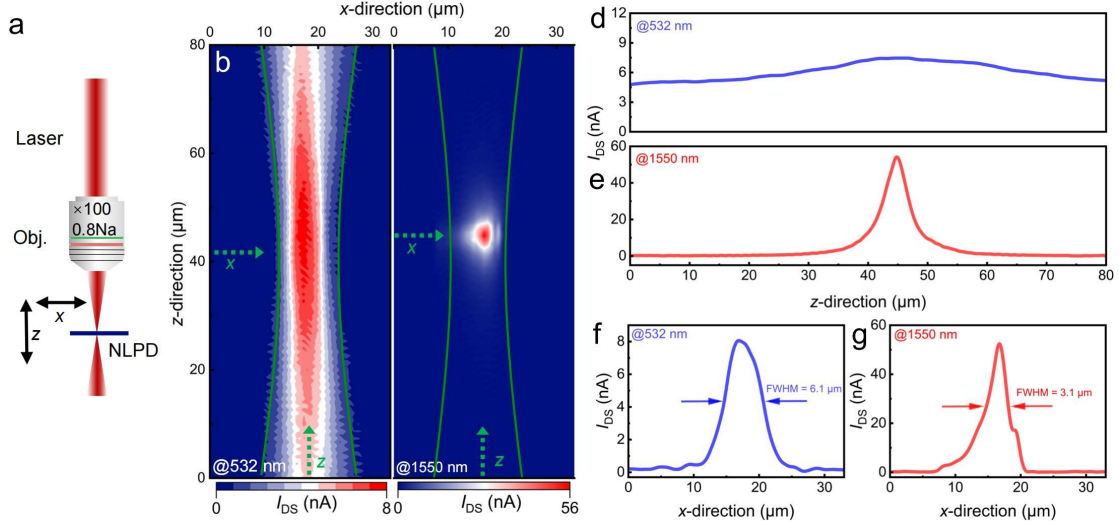 a
Laser
×100
0.8Na
Obj.
x
z
NLPD
x-direction (μm)
0 10 20 30 0 10 20 30
b
z-direction (μm)
80
70
60
50
40
30
20
10
0
x
x
z
z
@532 nm
@1550 nm
0 IDS (nA) 8 0 IDS (nA) 56
d
@532 nm
12
9
6
3
0
IDS (nA)
e
@1550 nm
60
40
20
0
0 10 20 30 40 50 60 70 80
z-direction (μm)
f
@532 nm
8
6
4
2
0
IDS (nA)
FWHM = 6.1 μm
0 10 20 30
x-direction (μm)
g
@1550 nm
60
40
20
0
IDS (nA)
FWHM = 3.1 μm
0 10 20 30
x-direction (μm)